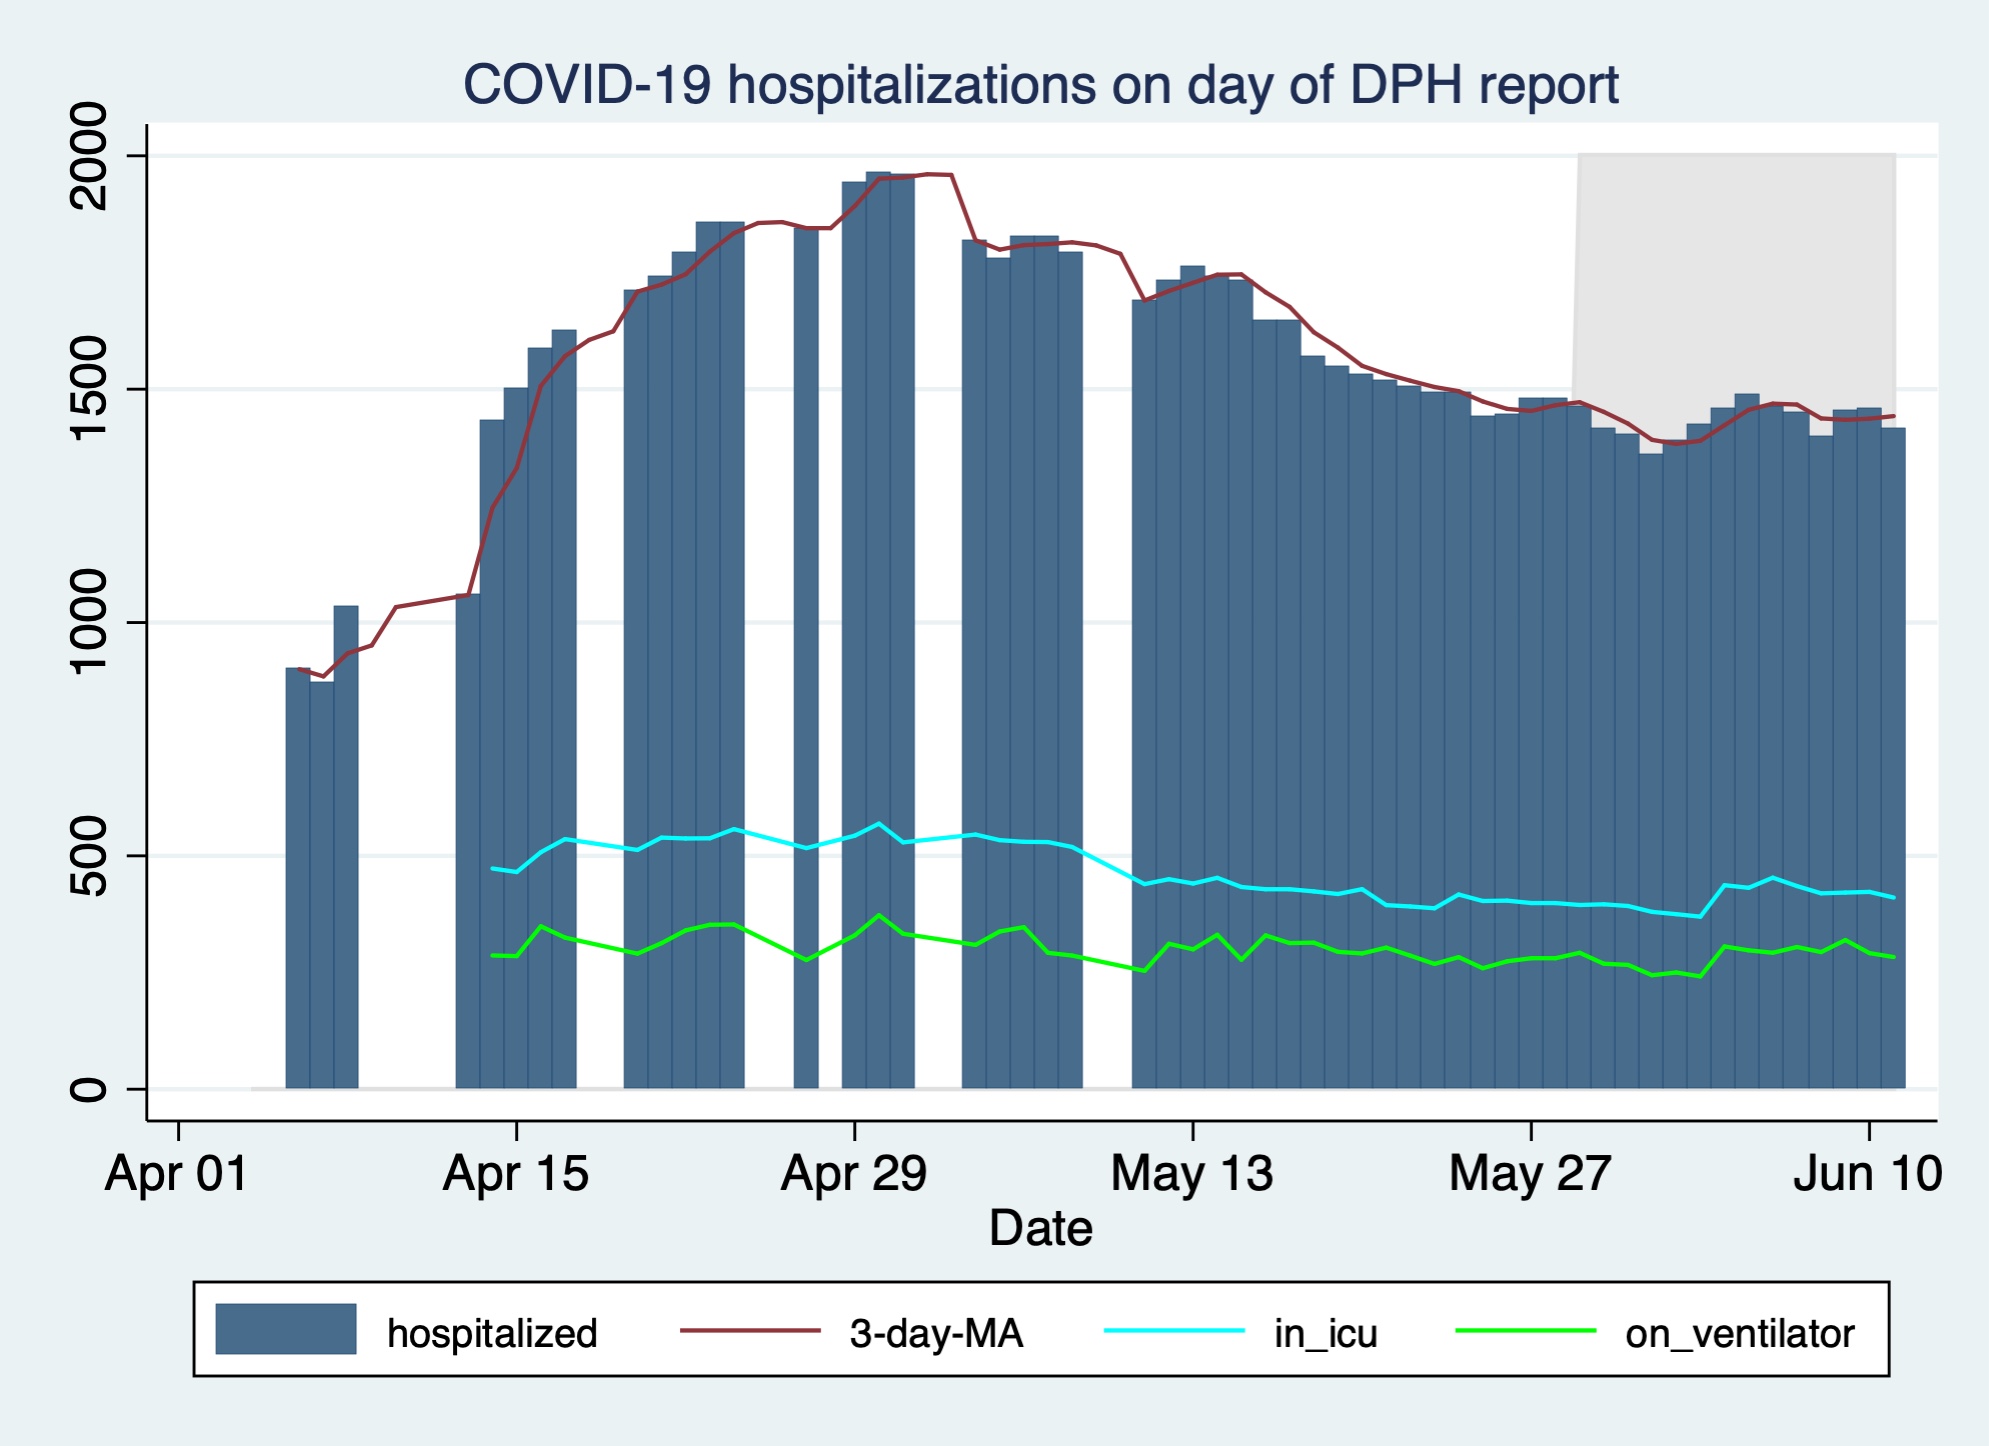 COVID-19 hospitalizations on day of DPH report
2000
1500
1000
500
0
Apr 01 Apr 15 Apr 29 May 13 May 27 Jun 10
Date
hospitalized 3-day-MA in_icu on_ventilator